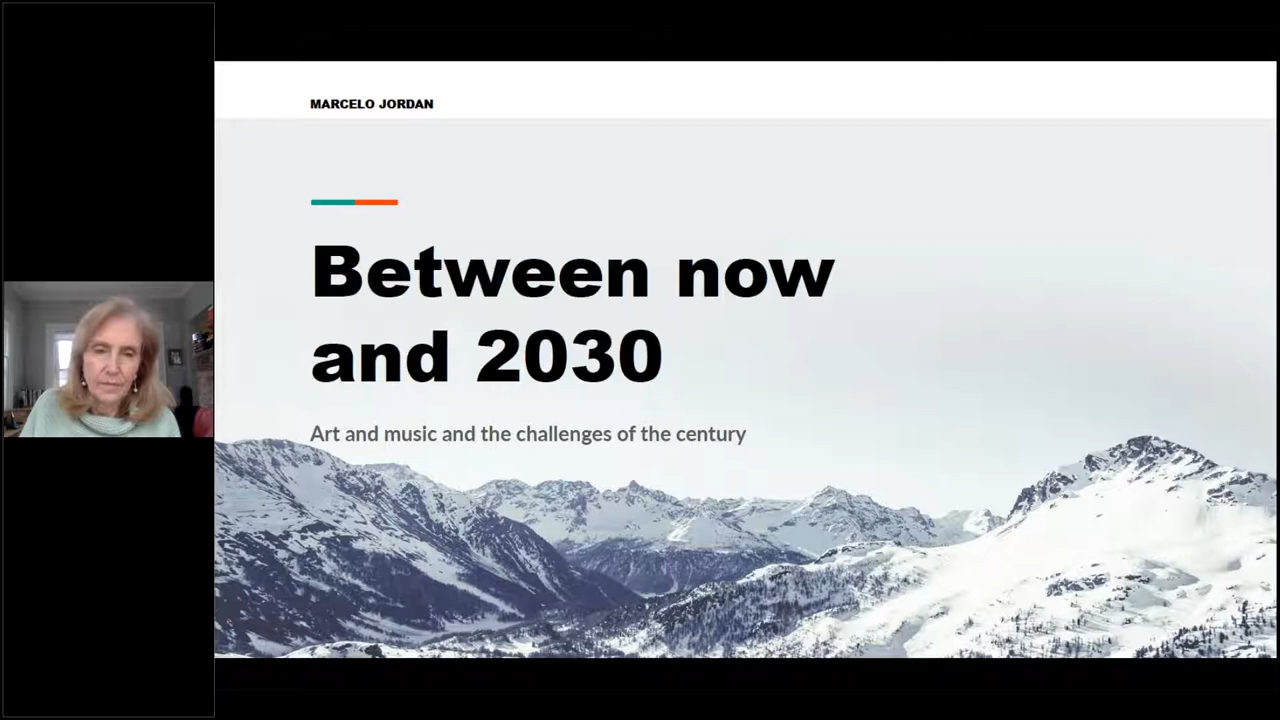 MARCELO JORDAN
Between now
and 2030
Art and music and the challenges of the century